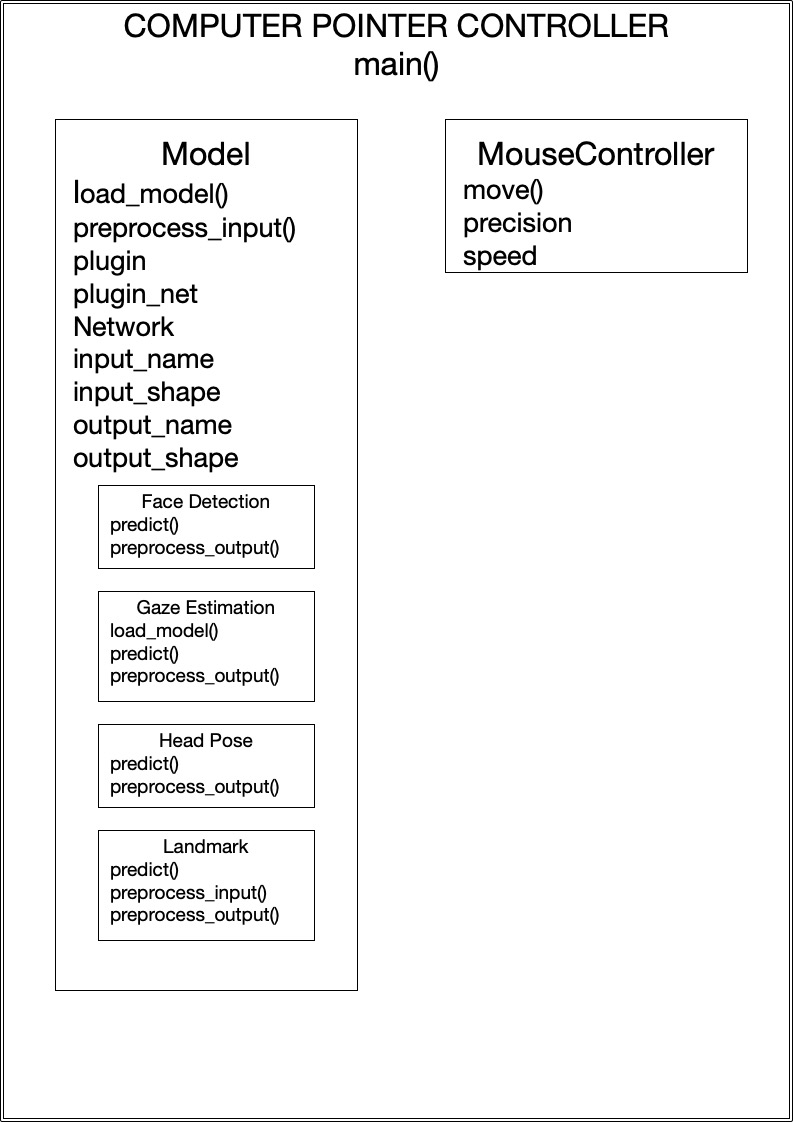 COMPUTER POINTER CONTROLLER
main()
Model
load_model()
preprocess_input()
plugin
plugin_net
Network
input_name
input_shape
output_name
output_shape
Face Detection
predict()
preprocess_output()
Gaze Estimation
load_model()
predict()
preprocess_output()
Head Pose
predict()
preprocess_output()
Landmark
predict()
preprocess_input()
preprocess_output()
MouseController
move()
precision
speed